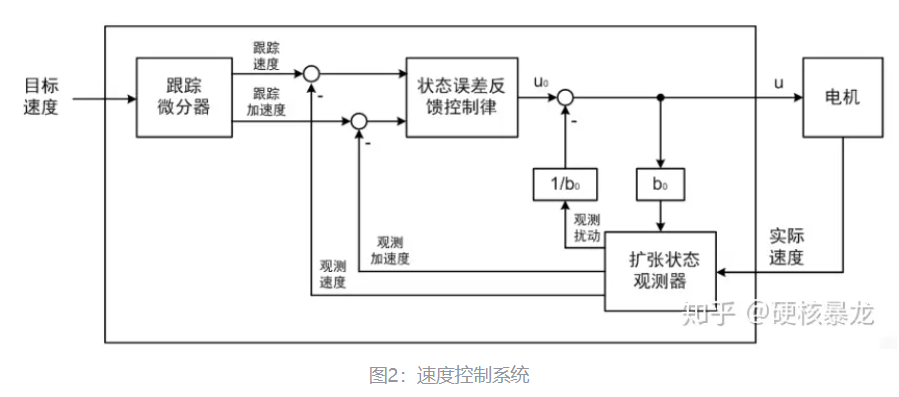 目标
速度
跟踪
微分器
跟踪
速度
跟踪
加速度
-
-
状态误差反
馈控制律
u₀
-
u
电机
1/b₀
b₀
观测
扰动
观测
加速度
观测
速度
扩张状态
观测器
实际
速度
知乎 @硬核暴龙
图2：速度控制系统